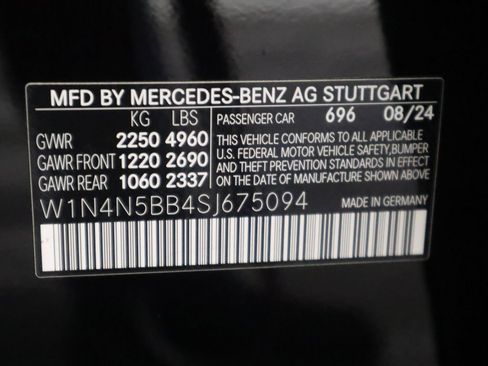 MFD BY MERCEDES-BENZ AG STUTTGART
KG LBS PASSENGER CAR 696 08/24
GVWR 2250 4960
GAWR FRONT 1220 2690
GAWR REAR 1060 2337
THIS VEHICLE CONFORMS TO ALL APPLICABLE
U.S. FEDERAL MOTOR VEHICLE SAFETY,BUMPER
AND THEFT PREVENTION STANDARDS IN EFFECT
ON THE DATE OF MANUFACTURE SHOWN ABOVE.
W1N4N5BB4SJ675094 MADE IN GERMANY